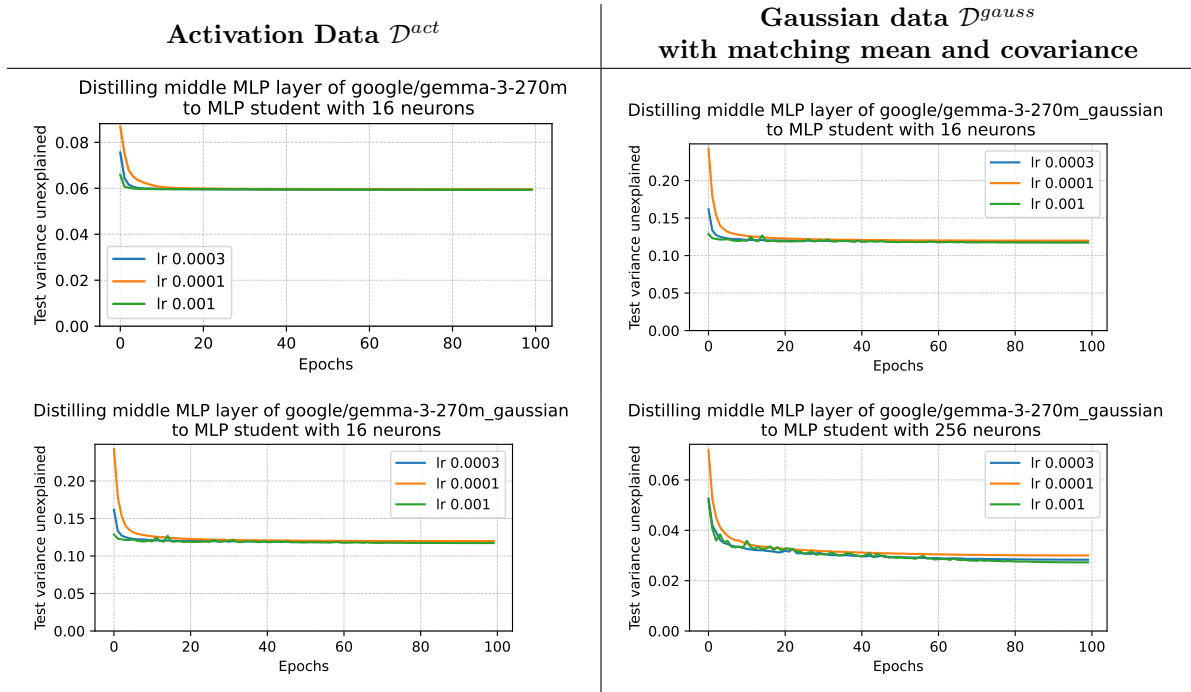 Activation Data D^act
Gaussian data D^gauss
with matching mean and covariance
Distilling middle MLP layer of google/gemma-3-270m
to MLP student with 16 neurons
Test variance unexplained
0.08
0.06
0.04
0.02
0.00
lr 0.0003
lr 0.0001
lr 0.001
0 20 40 60 80 100
Epochs
Distilling middle MLP layer of google/gemma-3-270m_gaussian
to MLP student with 16 neurons
Test variance unexplained
0.20
0.15
0.10
0.05
0.00
lr 0.0003
lr 0.0001
lr 0.001
0 20 40 60 80 100
Epochs
Distilling middle MLP layer of google/gemma-3-270m_gaussian
to MLP student with 16 neurons
Test variance unexplained
0.20
0.15
0.10
0.05
0.00
lr 0.0003
lr 0.0001
lr 0.001
0 20 40 60 80 100
Epochs
Distilling middle MLP layer of google/gemma-3-270m_gaussian
to MLP student with 256 neurons
Test variance unexplained
0.06
0.04
0.02
0.00
lr 0.0003
lr 0.0001
lr 0.001
0 20 40 60 80 100
Epochs